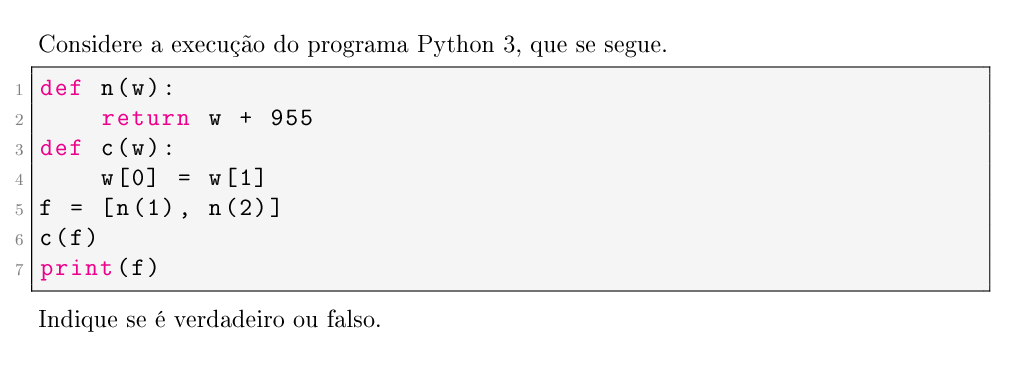 Considere a execução do programa Python 3, que se segue.
1 def n(w):
2     return w + 955
3 def c(w):
4     w[0] = w[1]
5 f = [n(1), n(2)]
6 c(f)
7 print(f)
Indique se é verdadeiro ou falso.